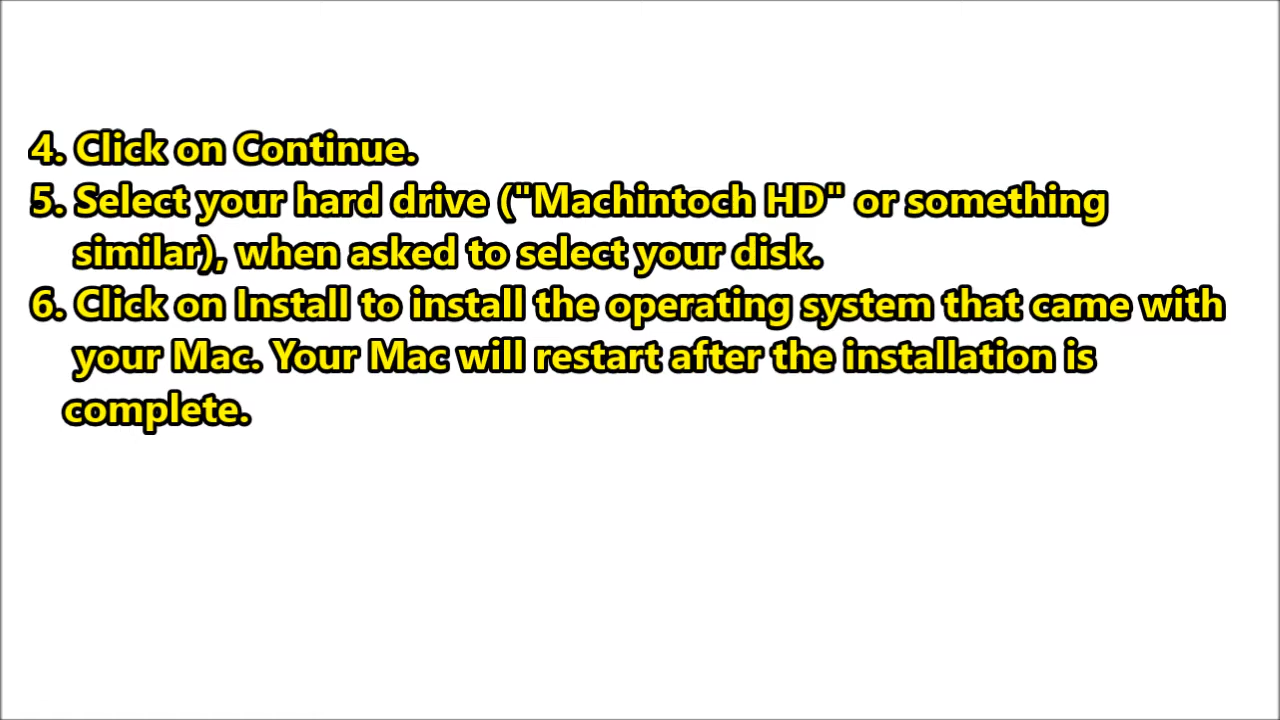 4. Click on Continue.
5. Select your hard drive ("Machintoch HD" or something
similar), when asked to select your disk.
6. Click on Install to install the operating system that came with
your Mac. Your Mac will restart after the installation is
complete.